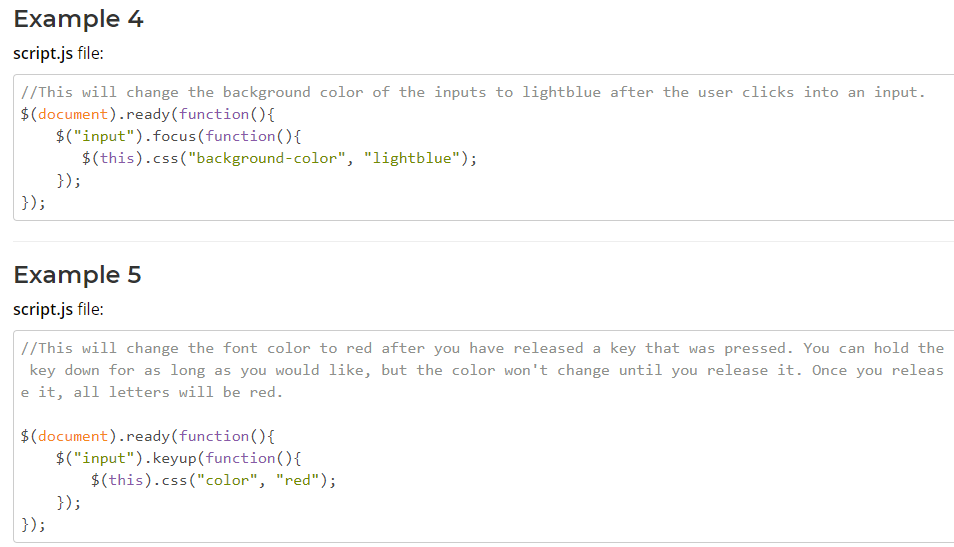 Example 4
script.js file:
//This will change the background color of the inputs to lightblue after the user clicks into an input.
$(document).ready(function(){
    $("input").focus(function(){
       $(this).css("background-color", "lightblue");
    });
});
Example 5
script.js file:
//This will change the font color to red after you have released a key that was pressed. You can hold the
 key down for as long as you would like, but the color won't change until you release it. Once you releas
e it, all letters will be red.
$(document).ready(function(){
    $("input").keyup(function(){
        $(this).css("color", "red");
    });
});